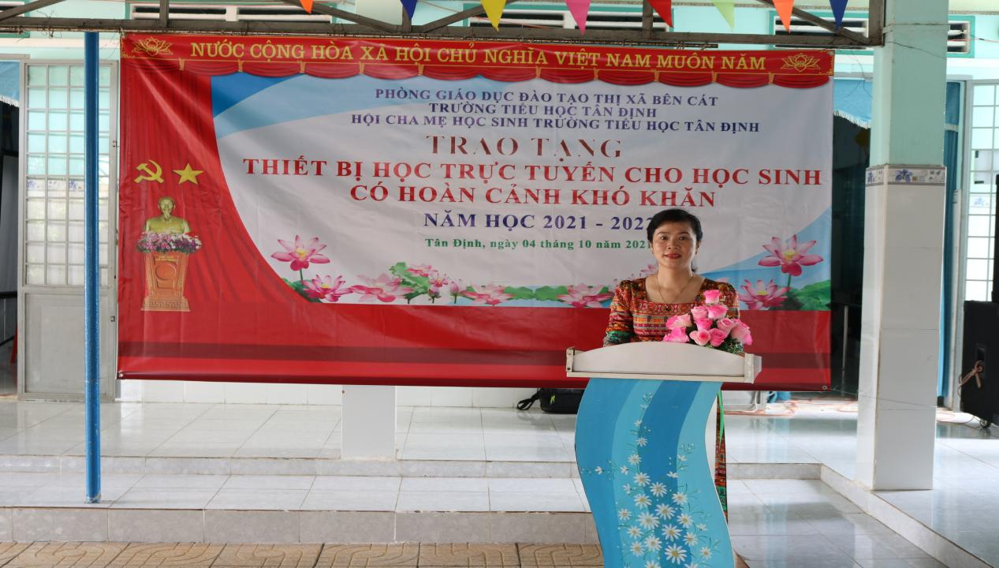 NƯỚC CỘNG HÒA XÃ HỘI CHỦ NGHĨA VIỆT NAM MUÔN NĂM
PHÒNG GIÁO DỤC ĐÀO TẠO THỊ XÃ BẾN CÁT
TRƯỜNG TIỂU HỌC TÂN ĐỊNH
HỘI CHA MẸ HỌC SINH TRƯỜNG TIỂU HỌC TÂN ĐỊNH
TRAO TẶNG
THIẾT BỊ HỌC TRỰC TUYẾN CHO HỌC SINH
CÓ HOÀN CẢNH KHÓ KHĂN
NĂM HỌC 2021 - 2022
Tân Định, ngày 04 tháng 10 năm 2021